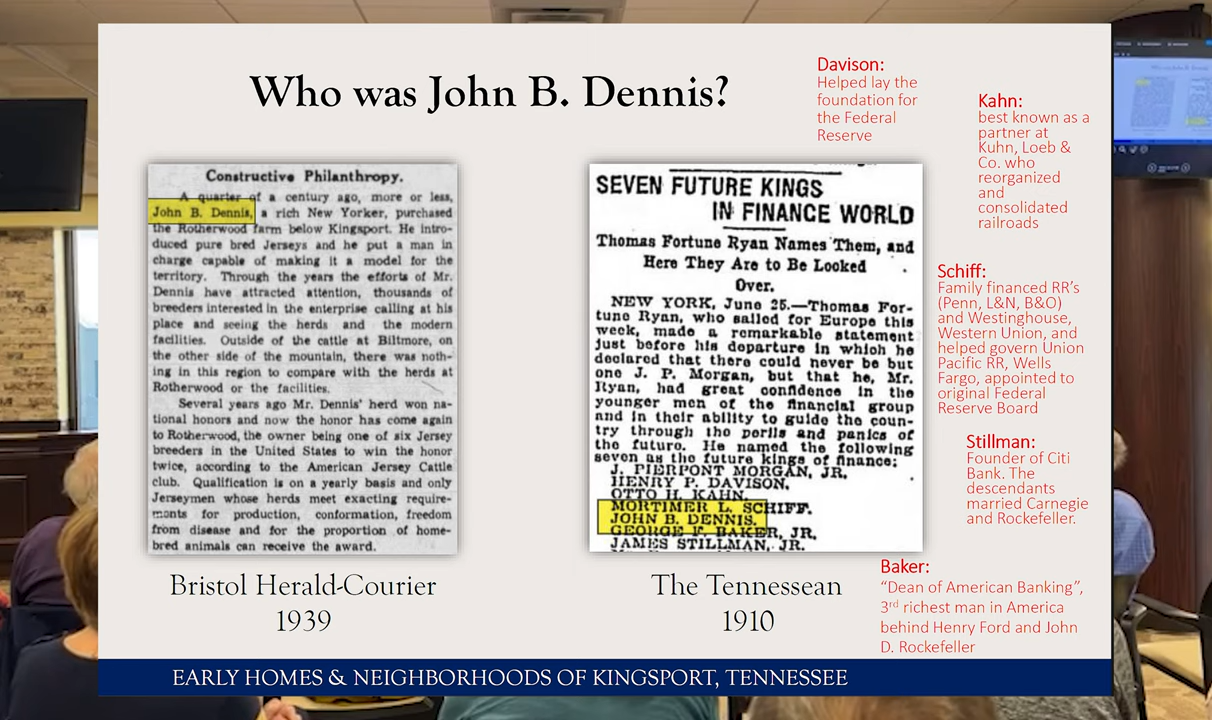 Who was John B. Dennis?
Constructive Philanthropy.
A quarter of a century ago, more or less,
John B. Dennis, a rich New Yorker, purchased
the Rotherwood farm below Kingsport. He intro-
duced pure bred Jerseys and he put a man in
charge capable of making it a model for the
territory. Through the years the efforts of Mr.
Dennis have attracted attention, thousands of
breeders interested in the enterprise calling at his
place and seeing the herds and the modern
facilities. Outside of the cattle at Biltmore, on
the other side of the mountain, there was noth-
ing in this region to compare with the herds at
Rotherwood or the facilities.
Several years ago Mr. Dennis' herd won na-
tional honors and now the honor has come again
to Rotherwood, the owner being one of six Jersey
breeders in the United States to win the honor
twice, according to the American Jersey Cattle
club. Qualification is on a yearly basis and only
Jerseymen whose herds meet exacting require-
ments for production, conformation, freedom
from disease and for the proportion of home-
bred animals can receive the award.
Bristol Herald-Courier
1939
SEVEN FUTURE KINGS
IN FINANCE WORLD
Thomas Fortune Ryan Names Them, and
Here They Are to Be Looked
Over.
NEW YORK, June 25.—Thomas For-
tune Ryan, who sailed for Europe this
week, made a remarkable statement
just before his departure in which he
declared that there could never be but
one J. P. Morgan, but that he, Mr.
Ryan, had great confidence in the
younger men of the financial group
and in their ability to guide the coun-
try through the perils and panics of
the future. He named the following
seven as the future kings of finance:
J. PIERPONT MORGAN, JR.
HENRY P. DAVISON,
OTTO H. KAHN,
MORTIMER L. SCHIFF.
JOHN B. DENNIS.
GEORGE F. BAKER, JR,
JAMES STILLMAN, JR.
The Tennessean
1910
Davison:
Helped lay the
foundation for
the Federal
Reserve
Kahn:
best known as a
partner at
Kuhn, Loeb &
Co. who
reorganized
and
consolidated
railroads
Schiff:
Family financed RR's
(Penn, L&N, B&O)
and Westinghouse,
Western Union, and
helped govern Union
Pacific RR, Wells
Fargo, appointed to
original Federal
Reserve Board
Stillman:
Founder of Citi
Bank. The
descendants
married Carnegie
and Rockefeller.
Baker:
“Dean of American Banking”,
3rd richest man in America
behind Henry Ford and John
D. Rockefeller
EARLY HOMES & NEIGHBORHOODS OF KINGSPORT, TENNESSEE